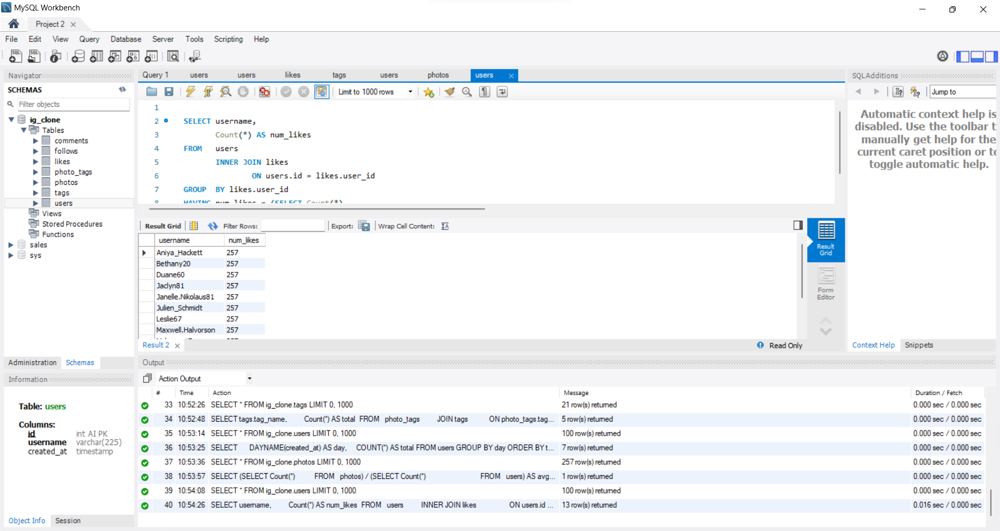 MySQL Workbench
Project 2
File Edit View Query Database Server Tools Scripting Help
Navigator
SCHEMAS
Filter objects
ig_clone
Tables
comments
follows
likes
photo_tags
photos
tags
users
Views
Stored Procedures
Functions
sales
sys
Administration Schemas
Information
Table: users
Columns:
id int AI PK
username varchar(225)
created_at timestamp
Object Info Session
Query 1 users users likes tags users photos users
Limit to 1000 rows
1
2 SELECT username,
3 Count(*) AS num_likes
4 FROM users
5 INNER JOIN likes
6 ON users.id = likes.user_id
7 GROUP BY likes.user_id
8 HAVING num_likes = (SELECT Count(*)
Result Grid Filter Rows: Export: Wrap Cell Content:
username num_likes
Aniya_Hackett 257
Bethany20 257
Duane60 257
Jaclyn81 257
Janelle.Nikolaus81 257
Julien_Schmidt 257
Leslie67 257
Maxwell.Halvorson 257
Result 2
Read Only
Result
Grid
Form
Editor
SQLAdditions
Jump to
Automatic context help is
disabled. Use the toolbar t
manually get help for the
current caret position or to
toggle automatic help.
Context Help Snippets
Output
Action Output
# Time Action Message Duration / Fetch
33 10:52:26 SELECT * FROM ig_clone.tags LIMIT 0, 1000 21 row(s) returned 0.000 sec / 0.000 sec
34 10:52:48 SELECT tags.tag_name, Count(*) AS total FROM photo_tags JOIN tags ON photo_tags.tag... 5 row(s) returned 0.000 sec / 0.000 sec
35 10:53:14 SELECT * FROM ig_clone.users LIMIT 0, 1000 100 row(s) returned 0.000 sec / 0.000 sec
36 10:53:25 SELECT DAYNAME(created_at) AS day, COUNT(*) AS total FROM users GROUP BY day ORDER BY t... 7 row(s) returned 0.000 sec / 0.000 sec
37 10:53:36 SELECT * FROM ig_clone.photos LIMIT 0, 1000 257 row(s) returned 0.000 sec / 0.000 sec
38 10:53:57 SELECT (SELECT Count(*) FROM photos) / (SELECT Count(*) FROM users) AS avg... 1 row(s) returned 0.000 sec / 0.000 sec
39 10:54:08 SELECT * FROM ig_clone.users LIMIT 0, 1000 100 row(s) returned 0.000 sec / 0.000 sec
40 10:54:26 SELECT username, Count(*) AS num_likes FROM users INNER JOIN likes ON users.id ... 13 row(s) returned 0.016 sec / 0.000 sec